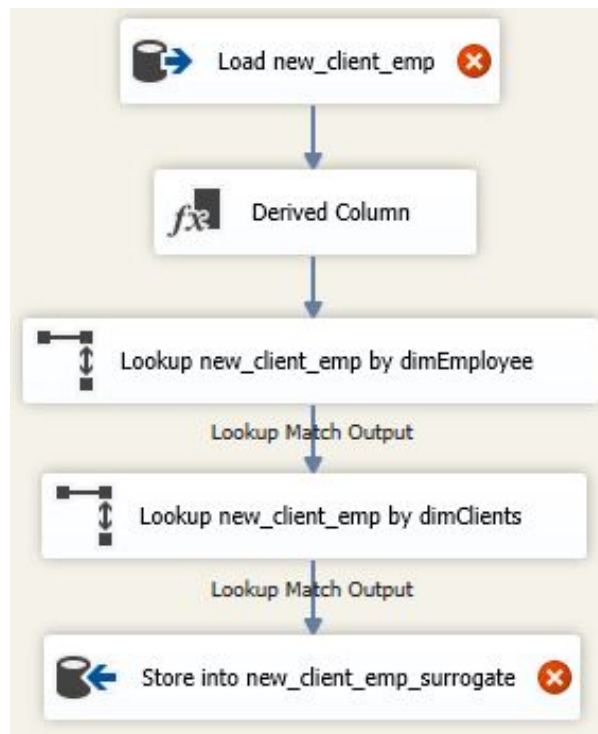 Load new_client_emp
Derived Column
Lookup new_client_emp by dimEmployee
Lookup Match Output
Lookup new_client_emp by dimClients
Lookup Match Output
Store into new_client_emp_surrogate